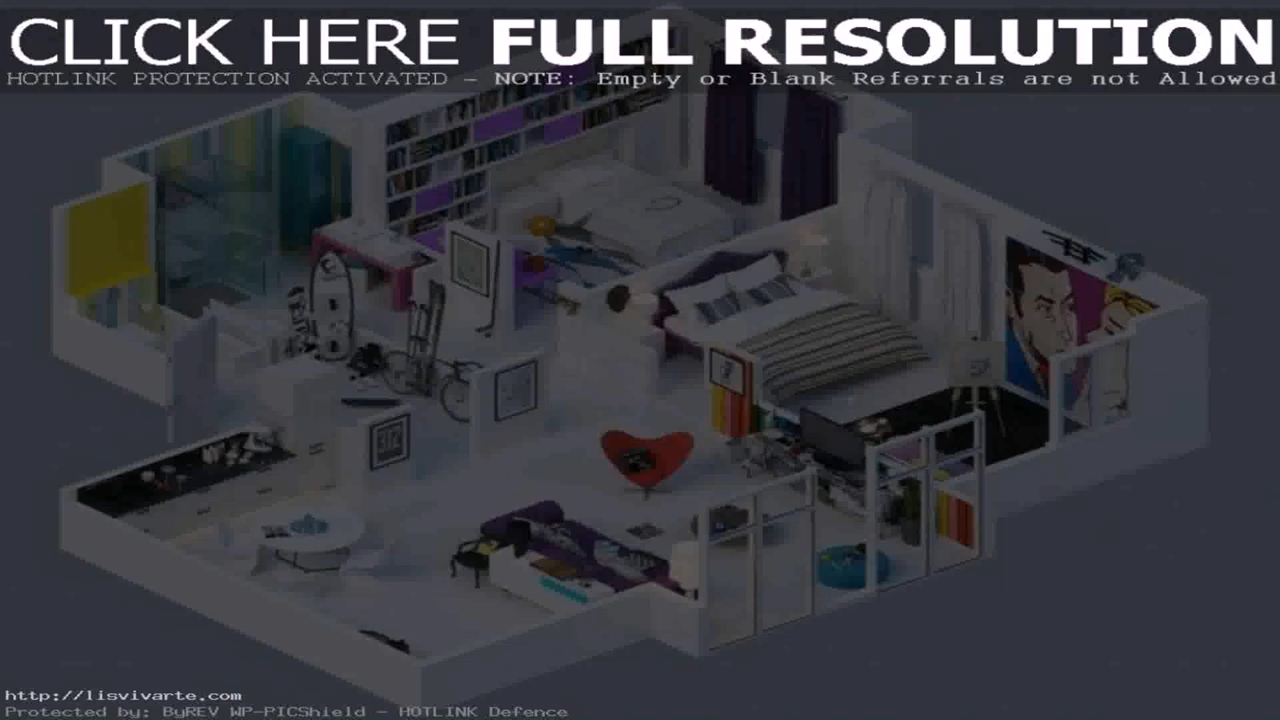 CLICK HERE FULL RESOLUTION
HOTLINK PROTECTION ACTIVATED – NOTE: Empty or Blank Referrals are not Allowed
http://lisvivarte.com
Protected by: ByREV WP-PICShield – HOTLINK Defence